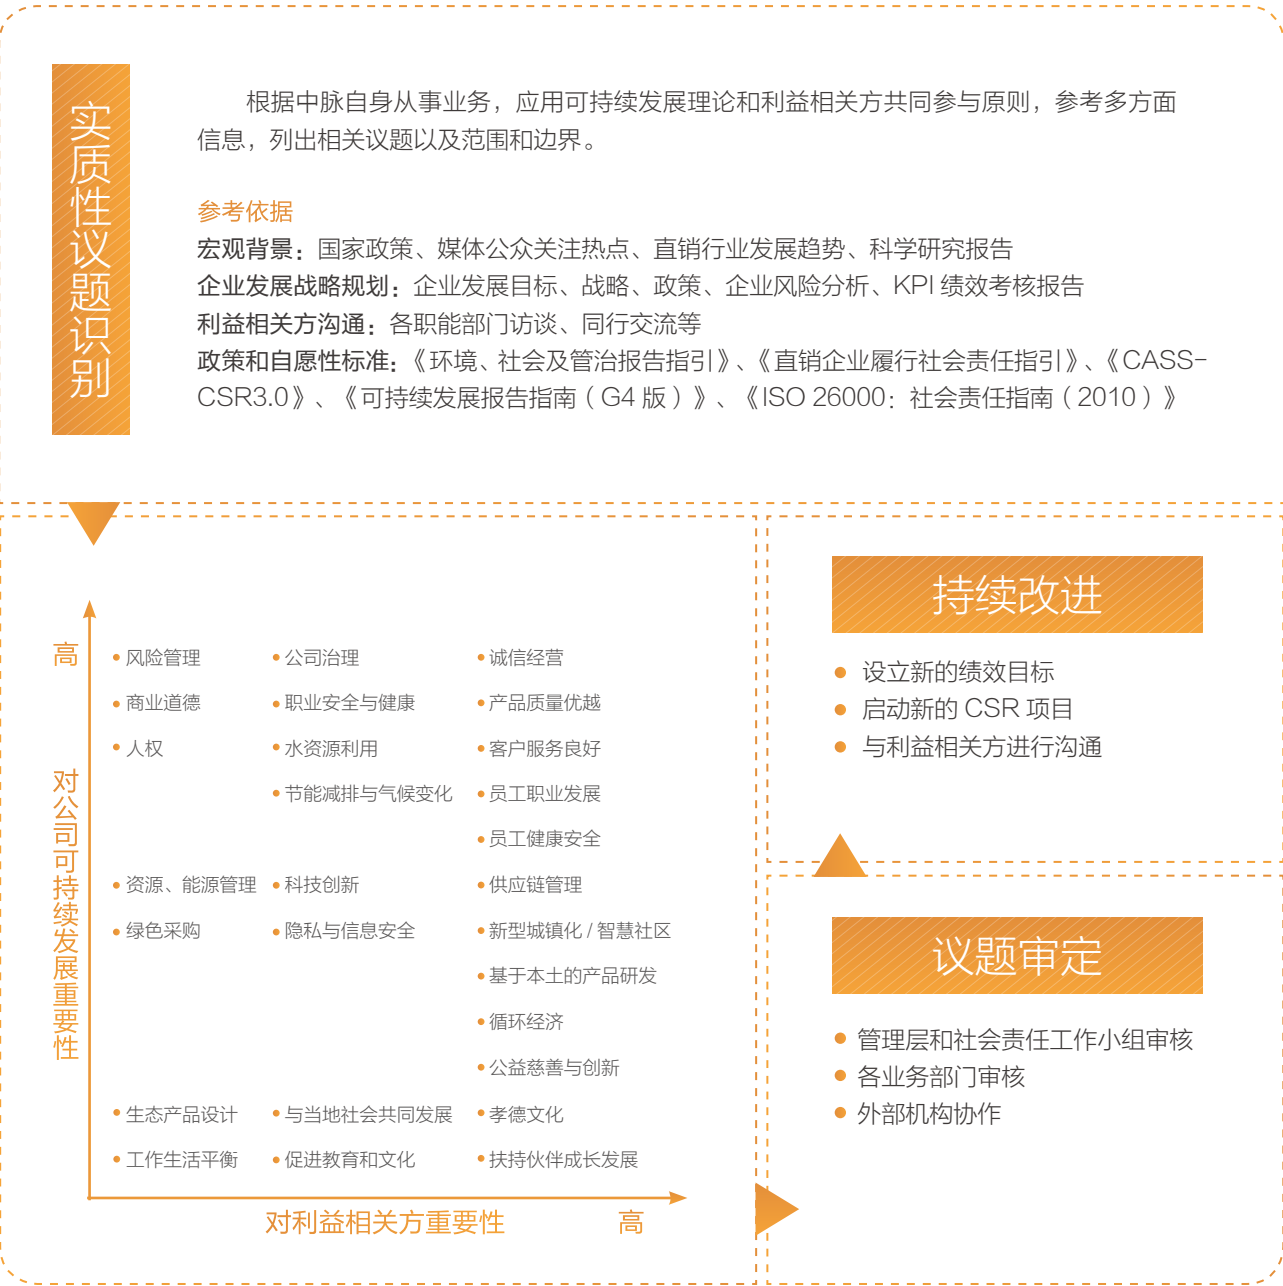 实质性议题识别
根据中脉自身从事业务，应用可持续发展理论和利益相关方共同参与原则，参考多方面
信息，列出相关议题以及范围和边界。
参考依据
宏观背景：国家政策、媒体公众关注热点、直销行业发展趋势、科学研究报告
企业发展战略规划：企业发展目标、战略、政策、企业风险分析、KPI 绩效考核报告
利益相关方沟通：各职能部门访谈、同行交流等
政策和自愿性标准：《环境、社会及管治报告指引》、《直销企业履行社会责任指引》、《CASS-
CSR3.0》、《可持续发展报告指南（G4 版）》、《ISO 26000：社会责任指南（2010）》
高
对公司可持续发展重要性
风险管理
公司治理
诚信经营
商业道德
职业安全与健康
产品质量优越
人权
水资源利用
客户服务良好
节能减排与气候变化
员工职业发展
员工健康安全
资源、能源管理
科技创新
供应链管理
绿色采购
隐私与信息安全
新型城镇化 / 智慧社区
基于本土的产品研发
循环经济
公益慈善与创新
生态产品设计
与当地社会共同发展
孝德文化
工作生活平衡
促进教育和文化
扶持伙伴成长发展
对利益相关方重要性
高
持续改进
设立新的绩效目标
启动新的 CSR 项目
与利益相关方进行沟通
议题审定
管理层和社会责任工作小组审核
各业务部门审核
外部机构协作